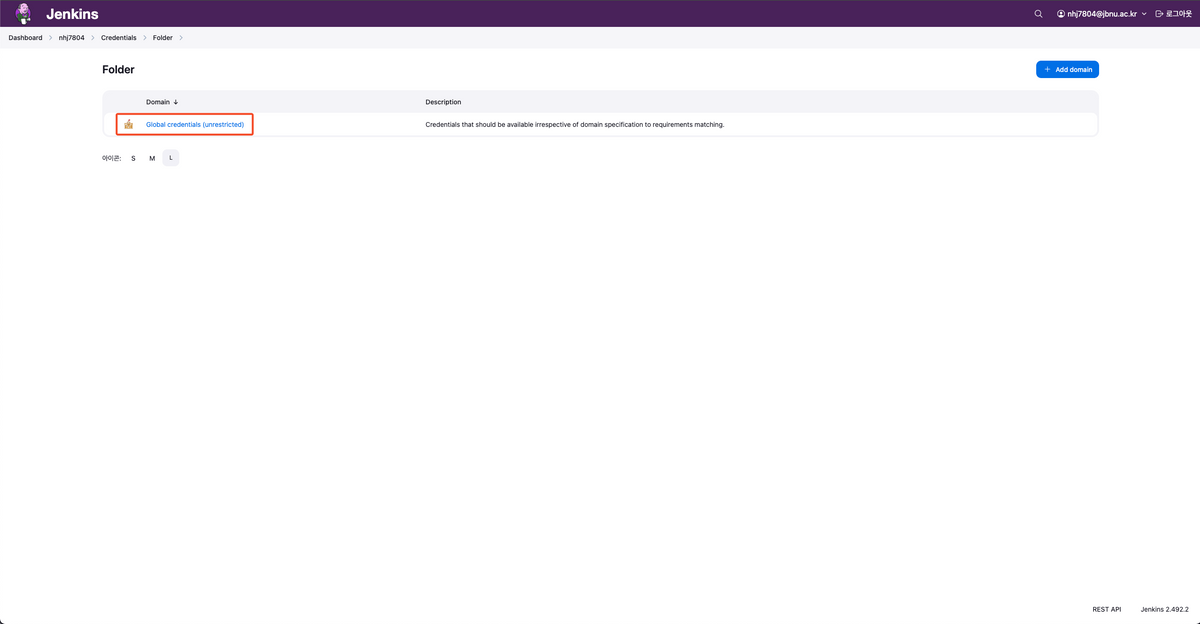 Jenkins
nhj7804@jbnu.ac.kr
로그아웃
Dashboard nhj7804 Credentials Folder
Folder
Add domain
Domain ↓ Description
Global credentials (unrestricted) Credentials that should be available irrespective of domain specification to requirements matching.
아이콘: S M L
REST API Jenkins 2.492.2